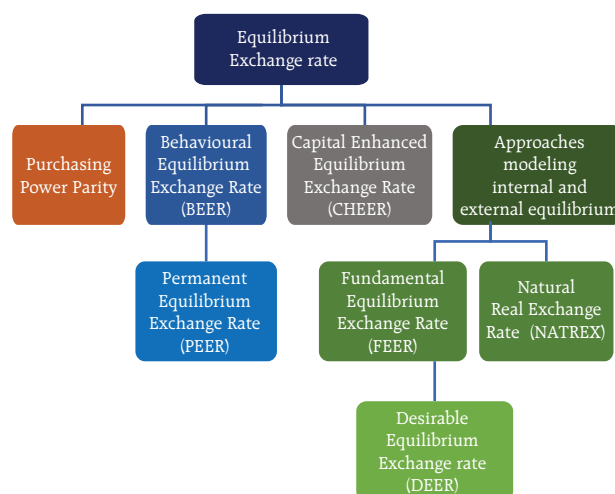 Equilibrium
Exchange rate
Purchasing
Power Parity
Behavioural
Equilibrium
Exchange Rate
(BEER)
Capital Enhanced
Equilibrium
Exchange Rate
(CHEER)
Approaches
modeling
internal and
external equilibrium
Permanent
Equilibrium
Exchange Rate
(PEER)
Fundamental
Equilibrium
Exchange Rate
(FEER)
Natural
Real Exchange
Rate (NATREX)
Desirable
Equilibrium
Exchange rate
(DEER)